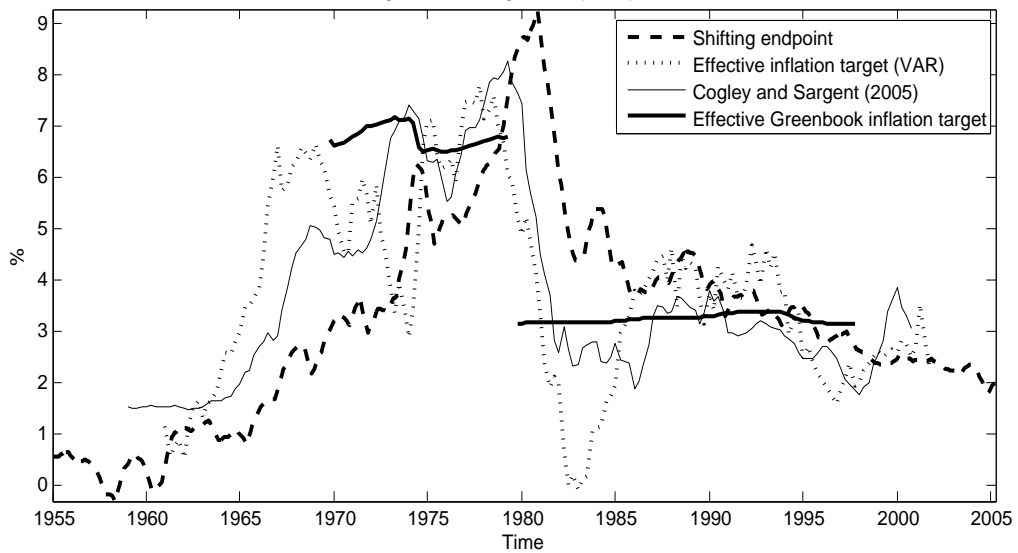 Shifting endpoint
Effective inflation target (VAR)
Cogley and Sargent (2005)
Effective Greenbook inflation target
9
8
7
6
5
4
3
2
1
0
%
1955 1960 1965 1970 1975 1980 1985 1990 1995 2000 2005
Time